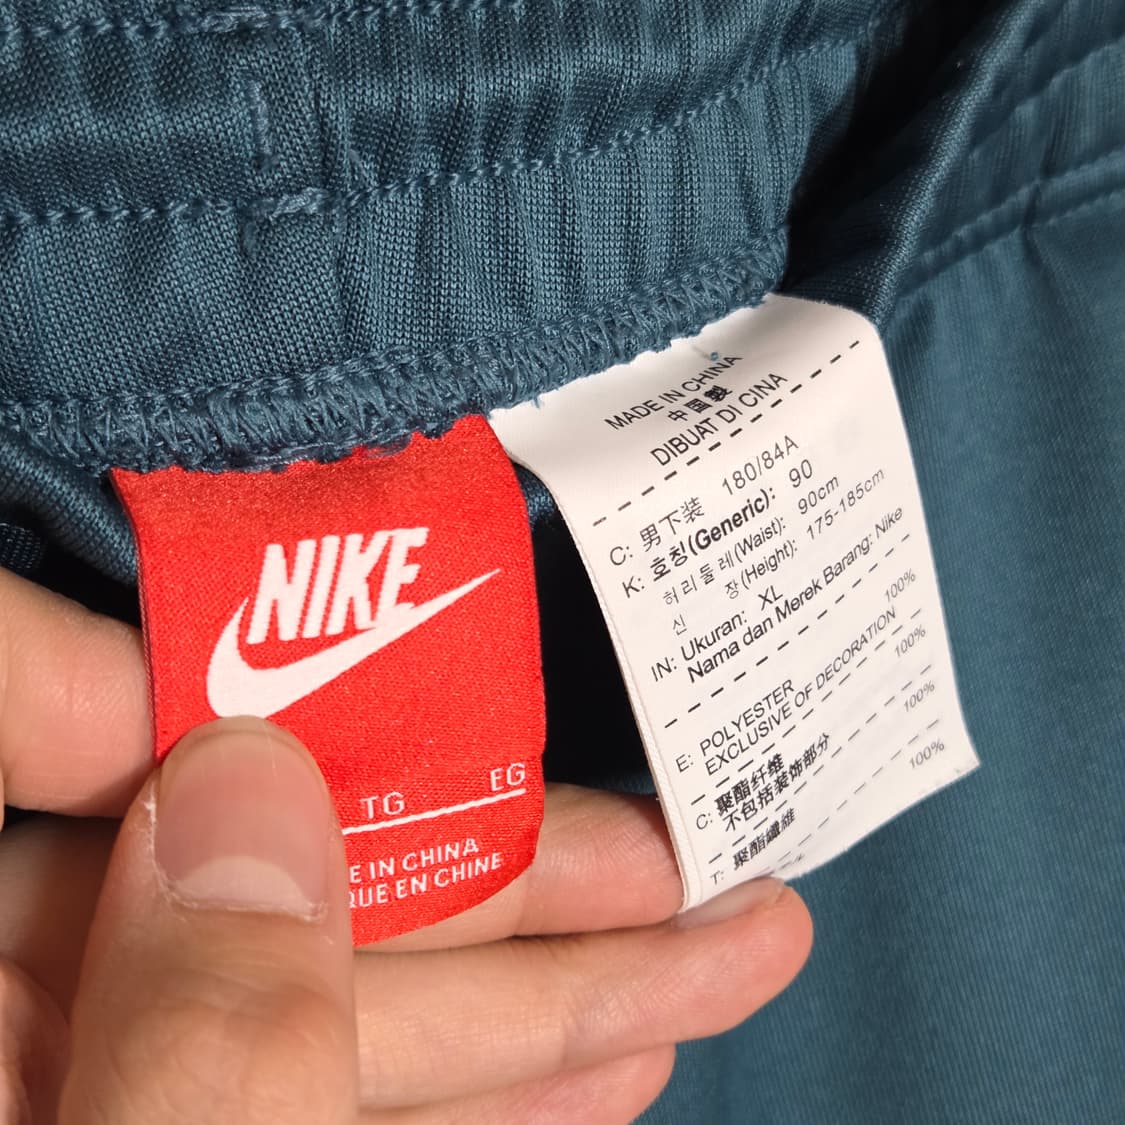 NIKE
TG EG
E IN CHINA
QUE EN CHINE
MADE IN CHINA
中国製
DIBUAT DI CINA
C: 男下装 180/84A
K: 호칭(Generic): 90
허리둘레(Waist): 90cm
신 장(Height): 175-185cm
IN: Ukuran: XL
Nama dan Merek Barang: Nike
100%
E: POLYESTER
EXCLUSIVE OF DECORATION
100%
C: 聚酯纤维 100%
不包括装饰部分
T: 聚酯纖維 100%